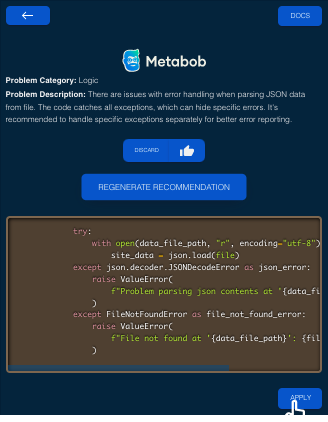 DOCS
Metabob
Problem Category: Logic
Problem Description: There are issues with error handling when parsing JSON data
from file. The code catches all exceptions, which can hide specific errors. It's
recommended to handle specific exceptions separately for better error reporting.
DISCARD
REGENERATE RECOMMENDATION
try:
with open(data_file_path, "r", encoding="utf-8")
site_data = json.load(file)
except json.decoder.JSONDecodeError as json_error:
raise ValueError(
f"Problem parsing json contents at '{data_fi
)
except FileNotFoundError as file_not_found_error:
raise ValueError(
f"File not found at '{data_file_path}': {fil
)
APPLY